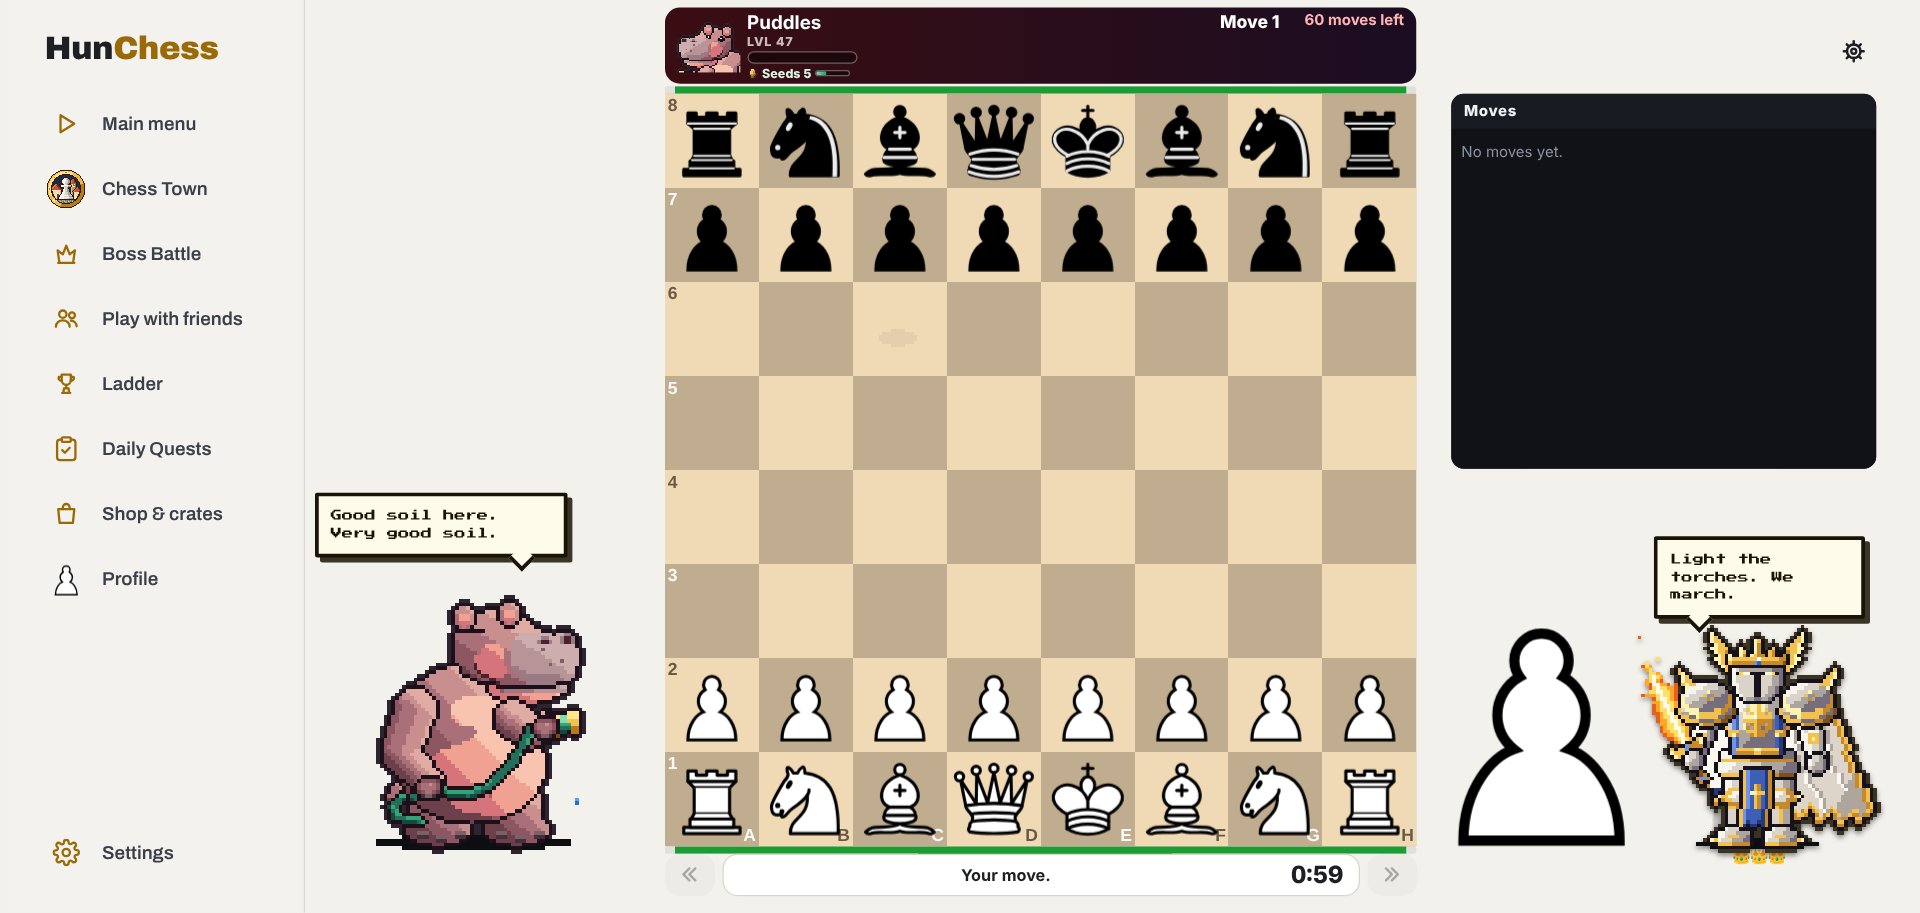 HunChess
Main menu
Chess Town
Boss Battle
Play with friends
Ladder
Daily Quests
Shop & crates
Profile
Settings
Good soil here.
Very good soil.
Puddles
LVL 47
Seeds 5
Move 1
60 moves left
8
7
6
5
4
3
2
1
A B C D E F G H
Your move.
0:59
Moves
No moves yet.
Light the
torches. We
march.